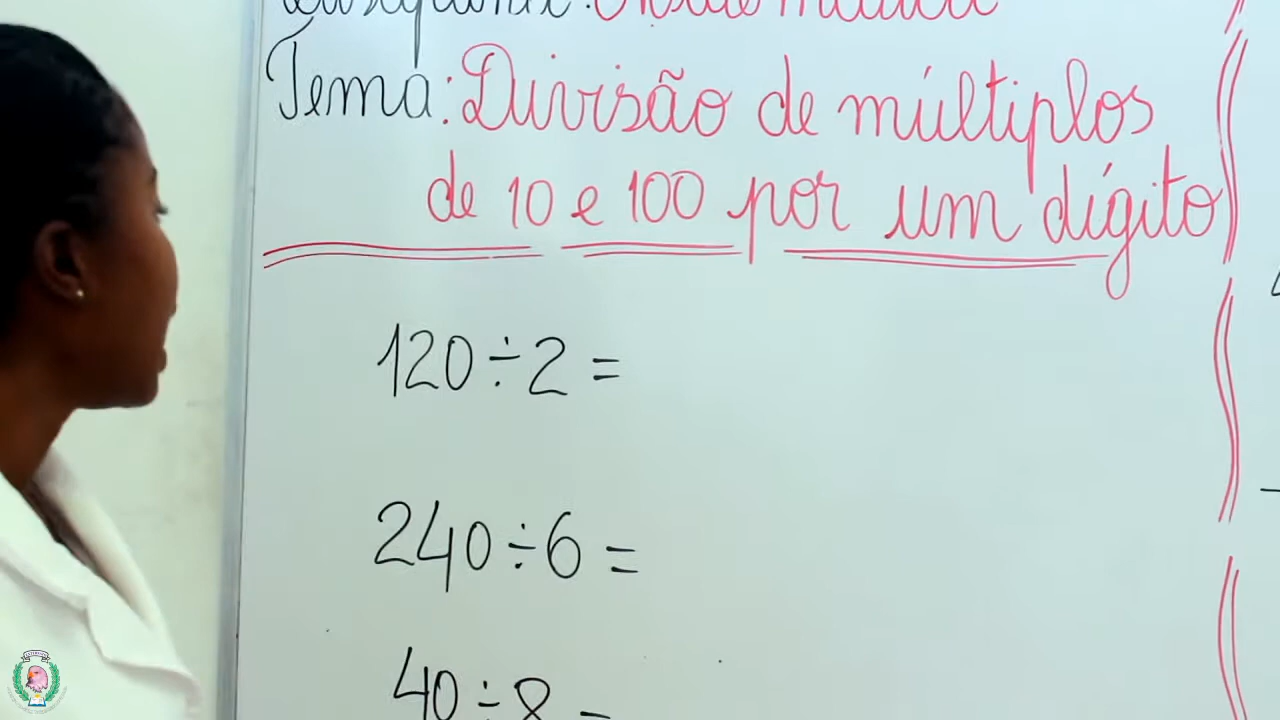 Tema: Divisão de múltiplos
de 10 e 100 por um dígito
120 ÷ 2 =
240 ÷ 6 =
40 ÷ 8 =